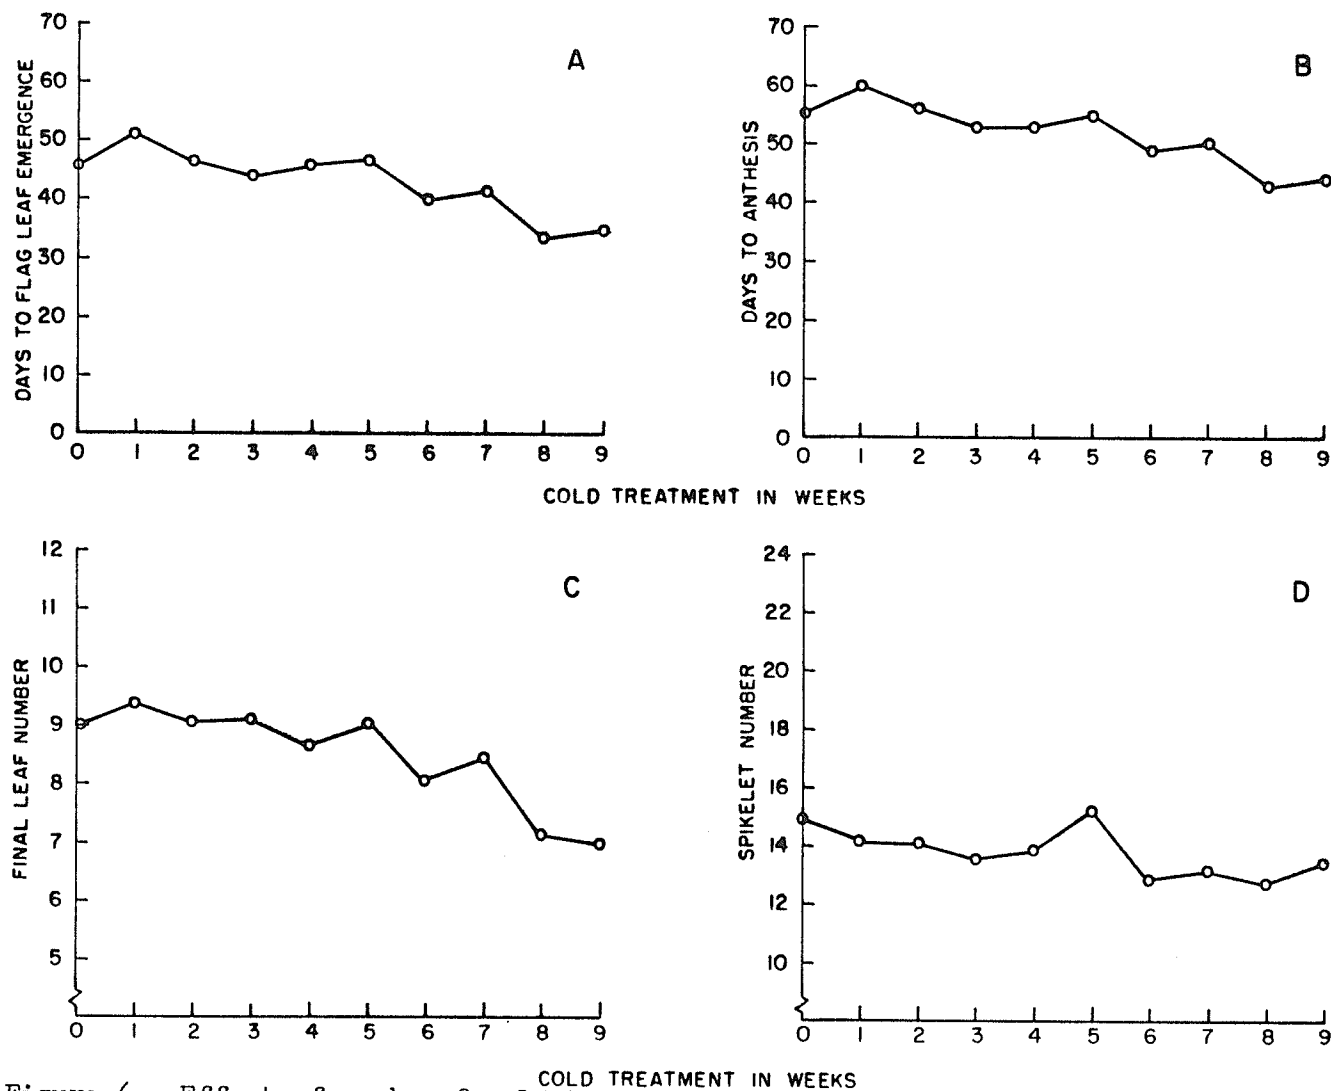 A
DAYS TO FLAG LEAF EMERGENCE
70
60
50
40
30
20
10
0
0 1 2 3 4 5 6 7 8 9
B
DAYS TO ANTHESIS
70
60
50
40
30
20
10
0
0 1 2 3 4 5 6 7 8 9
COLD TREATMENT IN WEEKS
C
FINAL LEAF NUMBER
12
11
10
9
8
7
6
5
0 1 2 3 4 5 6 7 8 9
D
SPIKELET NUMBER
24
22
20
18
16
14
12
10
0 1 2 3 4 5 6 7 8 9
COLD TREATMENT IN WEEKS
Figure